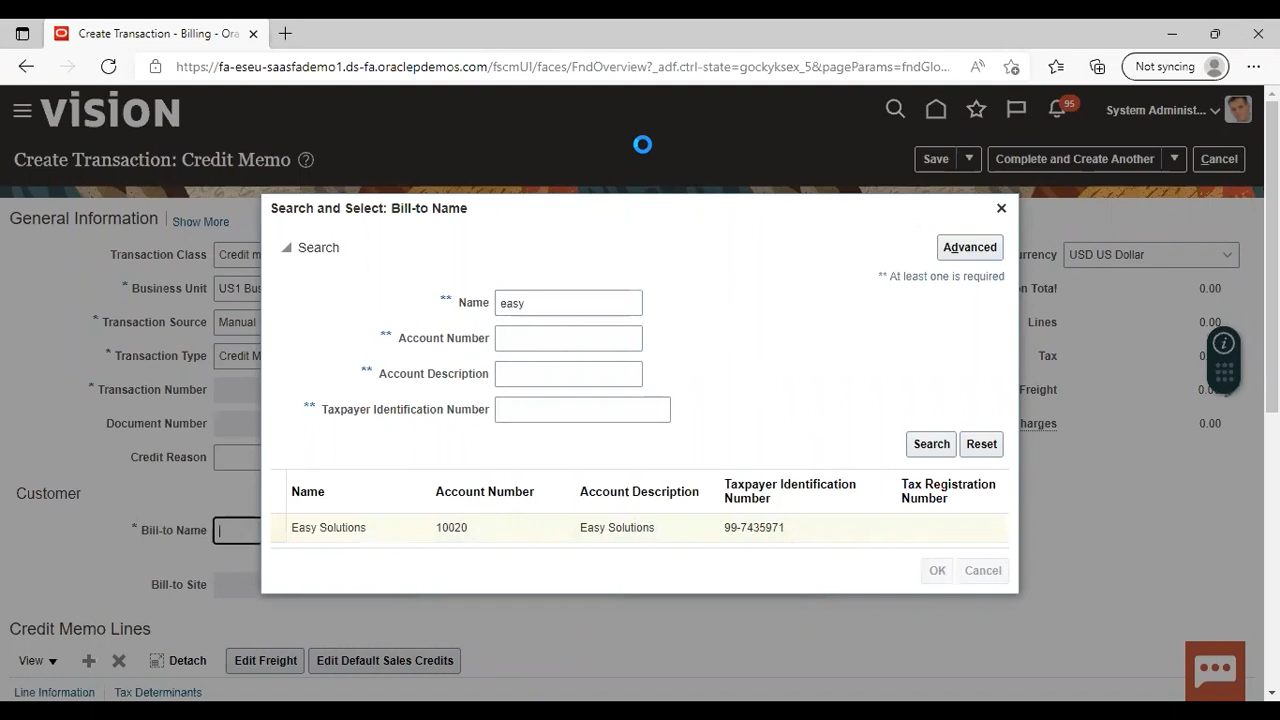 Create Transaction - Billing - Ora
https://fa-eseu-saasfademo1.ds-fa.oraclepdemos.com/fscmUI/faces/FndOverview?_adf.ctrl-state=gockyksex_5&pageParams=fndGlo...
Not syncing
VISION
95
System Administ...
Create Transaction: Credit Memo
Save
Complete and Create Another
Cancel
General Information
Show More
Search and Select: Bill-to Name
Search
Advanced
** At least one is required
** Name easy
** Account Number
** Account Description
** Taxpayer Identification Number
Search
Reset
Name
Account Number
Account Description
Taxpayer Identification Number
Tax Registration Number
Easy Solutions
10020
Easy Solutions
99-7435971
OK
Cancel
Transaction Class Credit m
* Business Unit US1 Bus
* Transaction Source Manual
* Transaction Type Credit M
* Transaction Number
Document Number
Credit Reason
Customer
* Bill-to Name
Bill-to Site
USD US Dollar
0.00
Lines 0.00
Tax
Freight
0.00
Credit Memo Lines
View
Detach
Edit Freight
Edit Default Sales Credits
Line Information
Tax Determinants